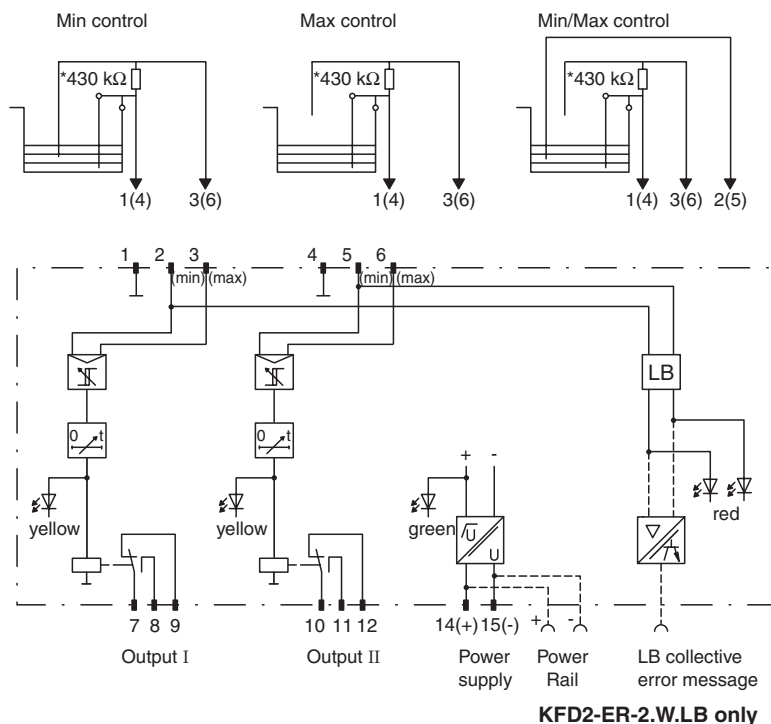 Min control Max control Min/Max control
*430 kΩ *430 kΩ *430 kΩ
1(4) 3(6) 1(4) 3(6) 1(4) 3(6) 2(5)
1 2 3 4 5 6
(min) (max) (min) (max)
LB
0 t 0 t
+ -
yellow yellow green red
U
U
7 8 9 10 11 12 14(+) 15(-) + -
Output I Output II Power Power LB collective
supply Rail error message
KFD2-ER-2.W.LB only